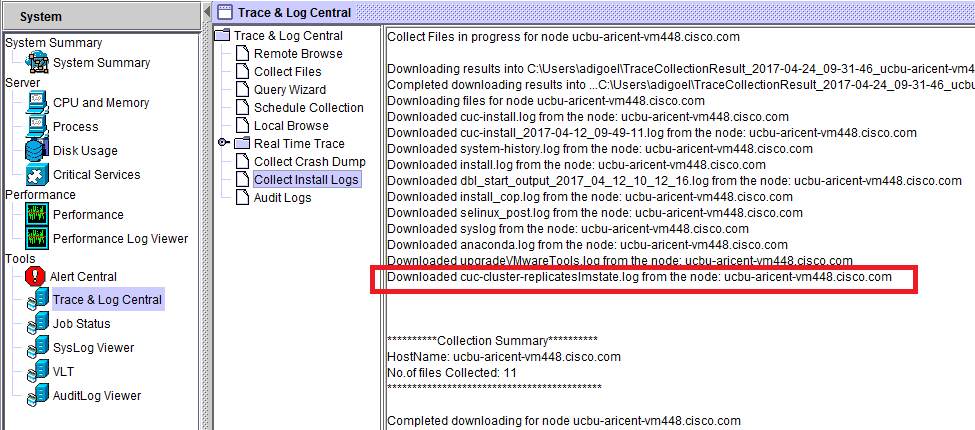 System
System Summary
System Summary
Server
CPU and Memory
Process
Disk Usage
Critical Services
Performance
Performance
Performance Log Viewer
Tools
Alert Central
Trace & Log Central
Job Status
SysLog Viewer
VLT
AuditLog Viewer
Trace & Log Central
Trace & Log Central
Remote Browse
Collect Files
Query Wizard
Schedule Collection
Local Browse
Real Time Trace
Collect Crash Dump
Collect Install Logs
Audit Logs
Collect Files in progress for node ucbu-aricent-vm448.cisco.com
Downloading results into C:\Users\adigoel\TraceCollectionResult_2017-04-24_09-31-46_ucbu-aricent-vm4
Completed downloading results into ...C:\Users\adigoel\TraceCollectionResult_2017-04-24_09-31-46_ucb
Downloading files for node ucbu-aricent-vm448.cisco.com
Downloaded cuc-install.log from the node: ucbu-aricent-vm448.cisco.com
Downloaded cuc-install_2017-04-12_09-49-11.log from the node: ucbu-aricent-vm448.cisco.com
Downloaded system-history.log from the node: ucbu-aricent-vm448.cisco.com
Downloaded install.log from the node: ucbu-aricent-vm448.cisco.com
Downloaded dbl_start_output_2017_04_12_10_12_16.log from the node: ucbu-aricent-vm448.cisco.com
Downloaded install_cop.log from the node: ucbu-aricent-vm448.cisco.com
Downloaded selinux_post.log from the node: ucbu-aricent-vm448.cisco.com
Downloaded syslog from the node: ucbu-aricent-vm448.cisco.com
Downloaded anaconda.log from the node: ucbu-aricent-vm448.cisco.com
Downloaded upgradeVMwareTools.log from the node: ucbu-aricent-vm448.cisco.com
Downloaded cuc-cluster-replicatesImstate.log from the node: ucbu-aricent-vm448.cisco.com
**********Collection Summary**********
HostName: ucbu-aricent-vm448.cisco.com
No.of files Collected: 11
*******************************************
Completed downloading for node ucbu-aricent-vm448.cisco.com